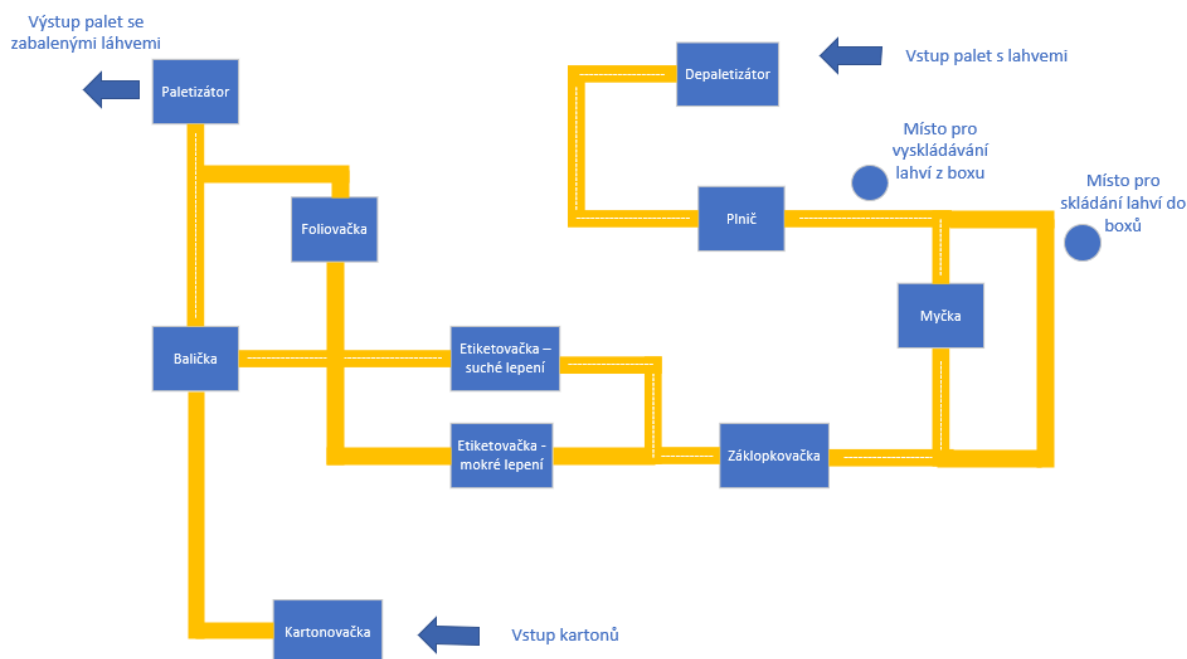 Výstup palet se
zabalenými láhvemi
Paletizátor
Depaletizátor
Vstup palet s lahvemi
Místo pro
vyskládávání
lahví z boxu
Místo pro
skládání lahví do
boxů
Foliovačka
Plnič
Myčka
Balička
Etiketovačka –
suché lepení
Etiketovačka -
mokré lepení
Záklopkovačka
Kartonovačka
Vstup kartonů